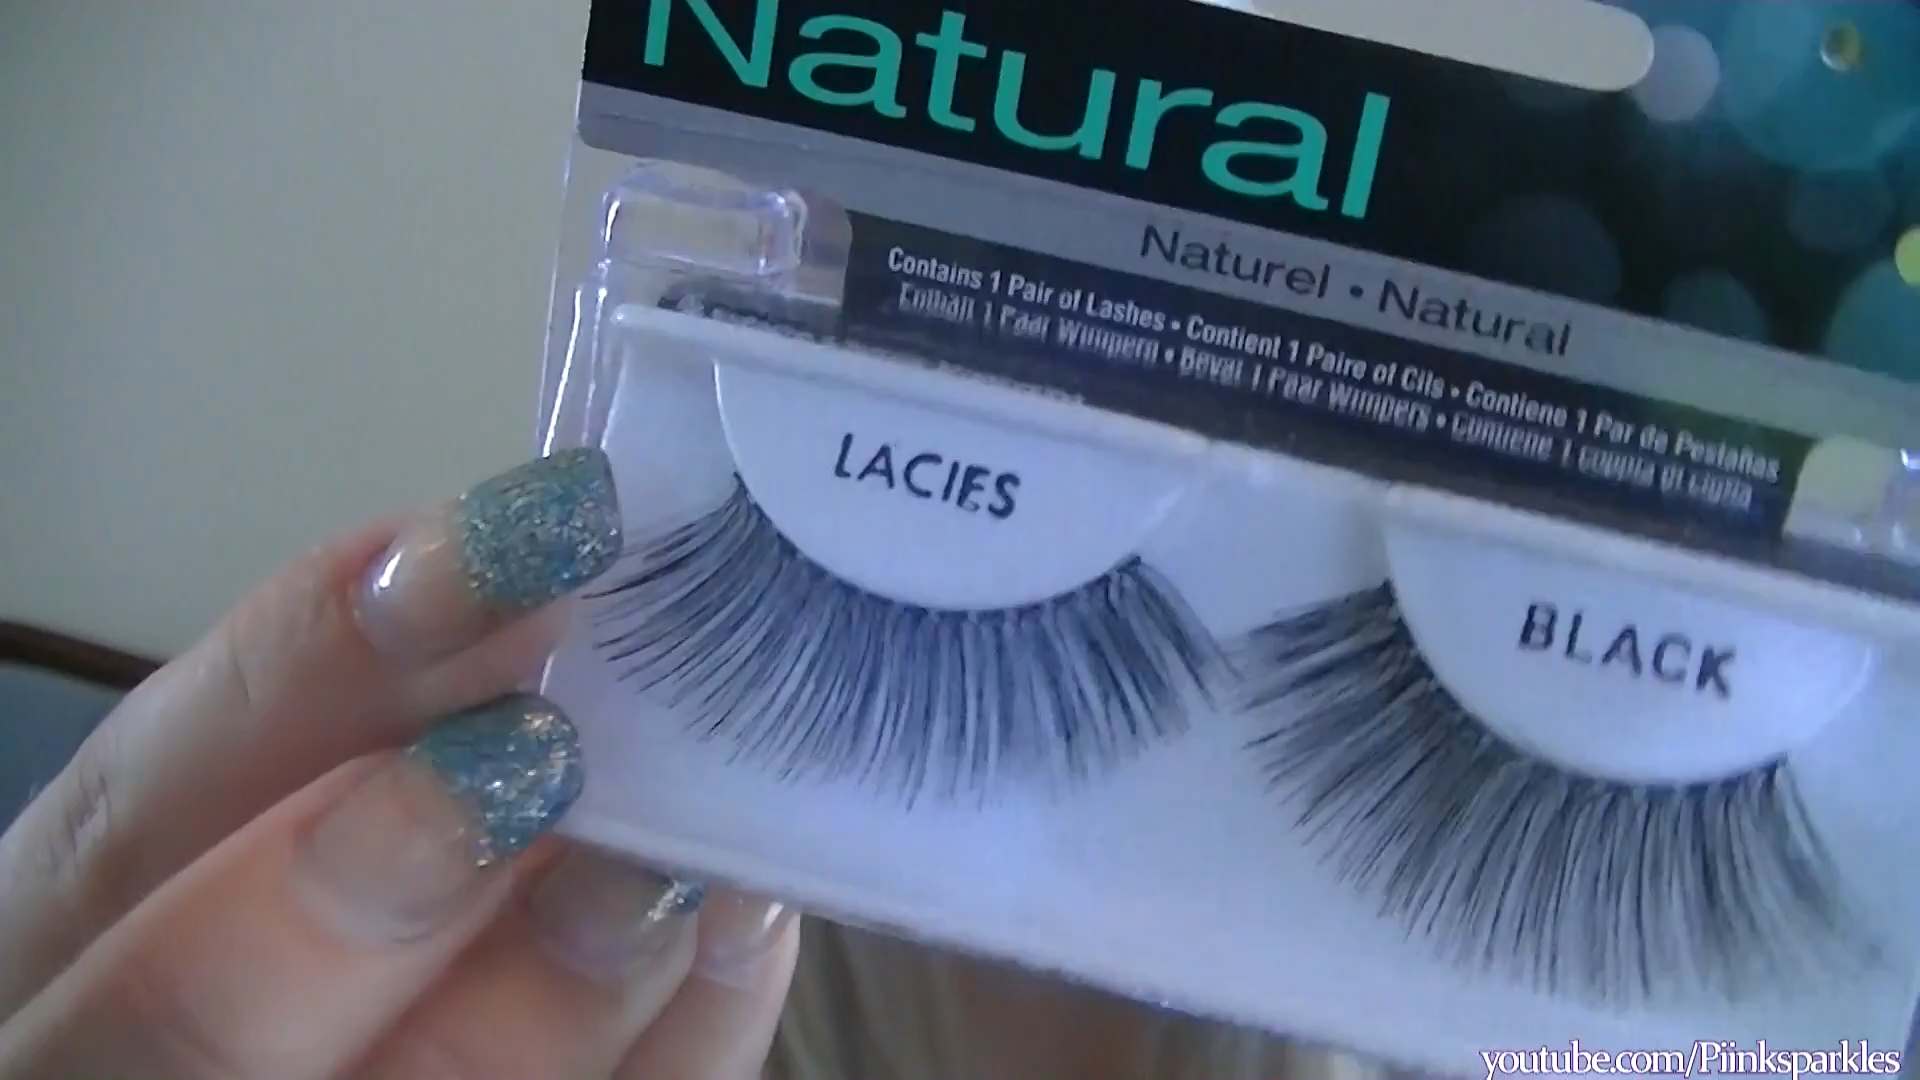 Natural
Naturel • Natural
Contains 1 Pair of Lashes • Contient 1 Paire of Cils • Contiene 1 Par de Pestañas
Enthält 1 Paar Wimpern • Bevat 1 Paar Wimpers • Contiene 1 coppia di ciglia
LACIES
BLACK
youtube.com/Piinksparkles